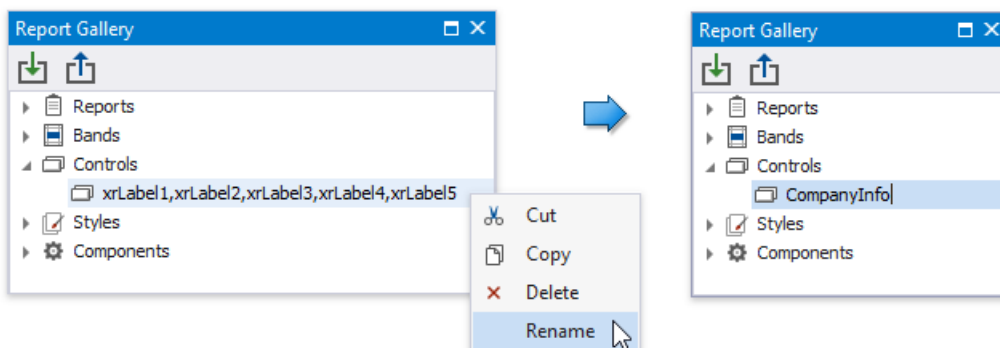 Report Gallery
Reports
Bands
Controls
xrLabel1,xrLabel2,xrLabel3,xrLabel4,xrLabel5
Styles
Components
Cut
Copy
Delete
Rename
Report Gallery
Reports
Bands
Controls
CompanyInfo
Styles
Components